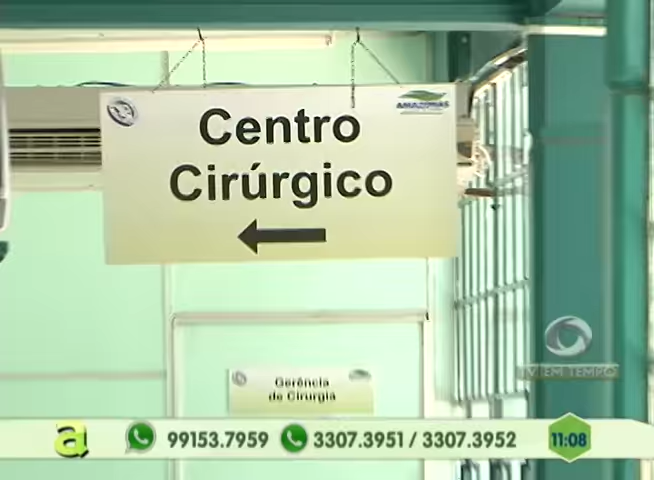 AMAZONAS
Centro
Cirúrgico
Gerência
de Cirurgia
TV EM TEMPO
a 99153.7959 3307.3951 / 3307.3952 11:08